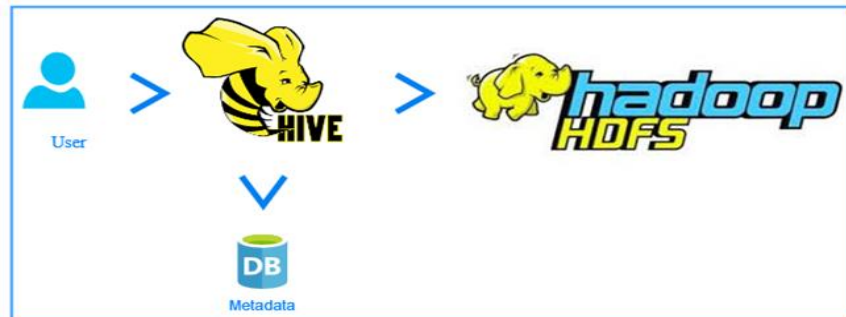 User
HIVE
hadoop
HDFS
DB
Metadata